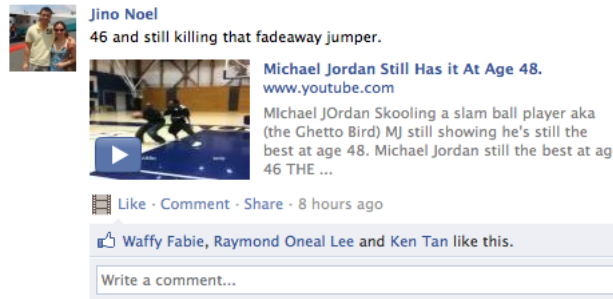 Jino Noel
46 and still killing that fadeaway jumper.
Michael Jordan Still Has it At Age 48.
www.youtube.com
MIchael JOrdan Skooling a slam ball player aka
(the Ghetto Bird) MJ still showing he's still the
best at age 48. Michael Jordan still the best at ag
46 THE ...
Like · Comment · Share · 8 hours ago
Waffy Fabie, Raymond Oneal Lee and Ken Tan like this.
Write a comment...